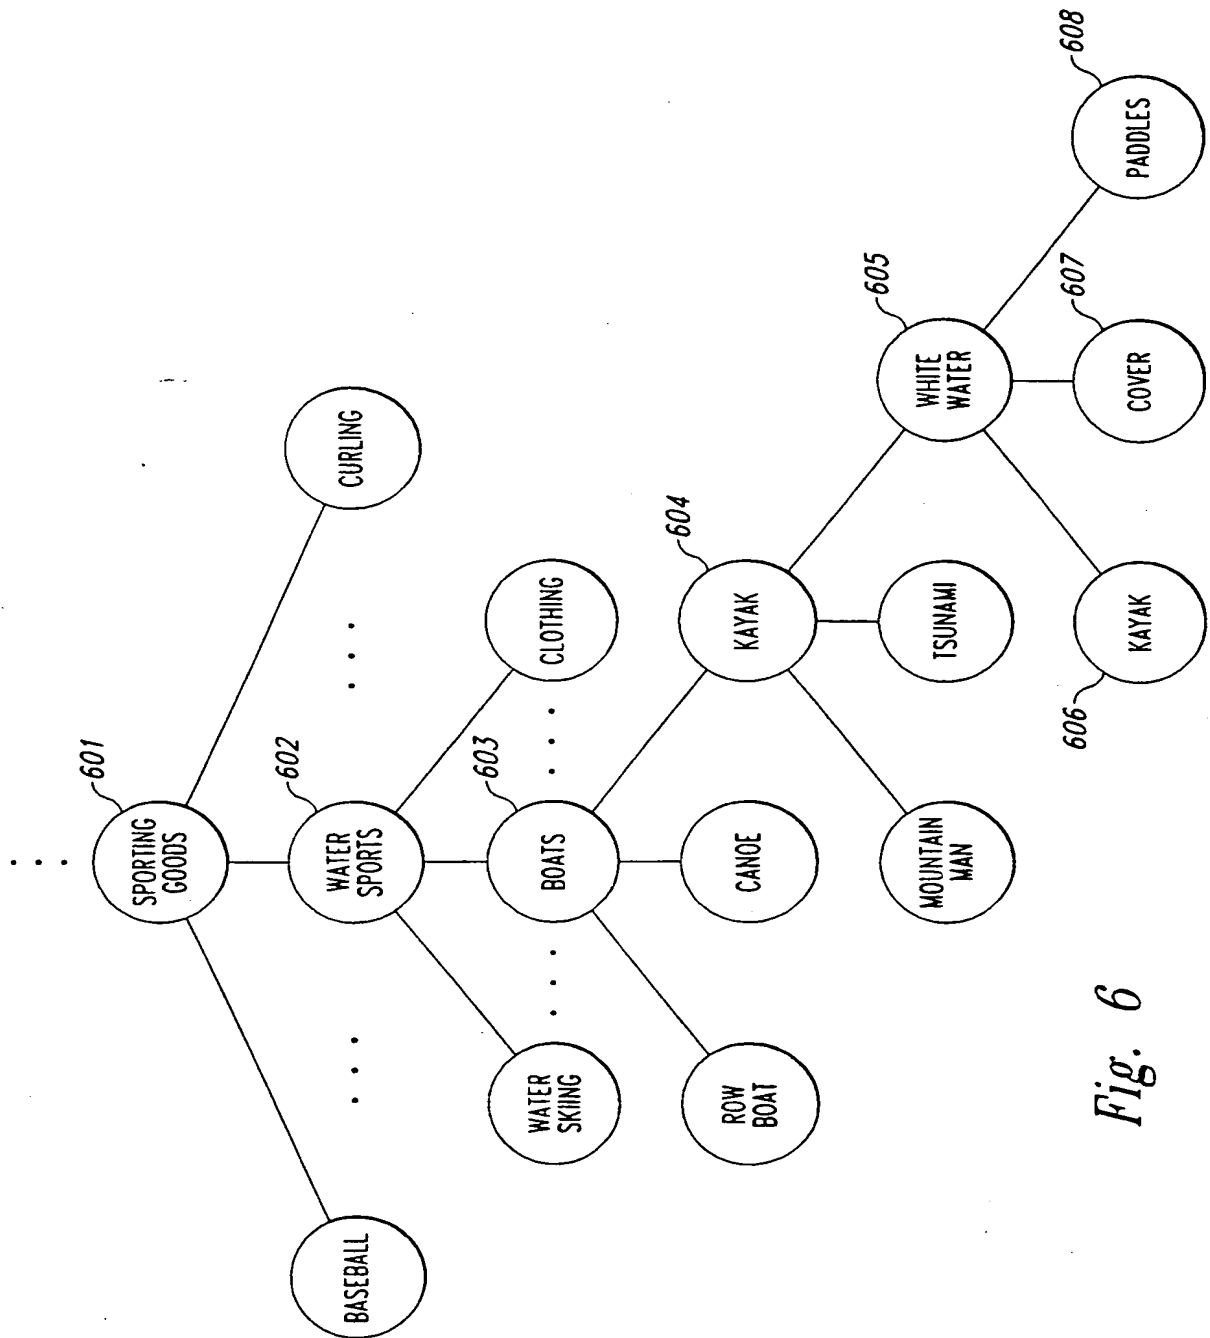 601
SPORTING
GOODS
BASEBALL
602
WATER
SPORTS
CURLING
WATER
SKIING
603
BOATS
CLOTHING
ROW
BOAT
CANOE
604
KAYAK
MOUNTAIN
MAN
TSUNAMI
605
WHITE
WATER
606
KAYAK
607
COVER
608
PADDLES
Fig. 6